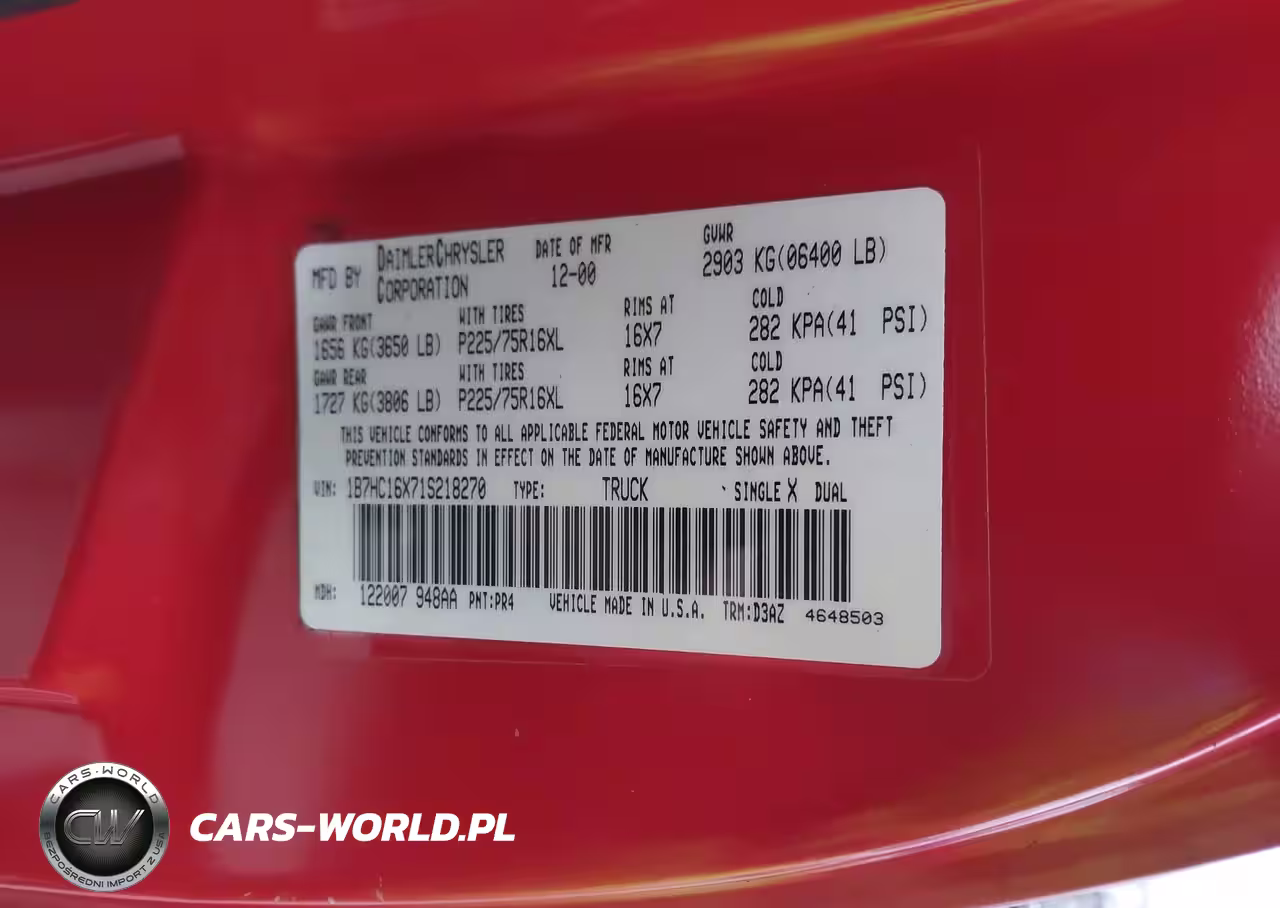 MFD BY DAIMLERCHRYSLER CORPORATION DATE OF MFR 12-00 GVWR 2903 KG(06400 LB)
GAWR FRONT WITH TIRES RIMS AT COLD
1656 KG(3650 LB) P225/75R16XL 16X7 282 KPA(41 PSI)
GAWR REAR WITH TIRES RIMS AT COLD
1727 KG(3806 LB) P225/75R16XL 16X7 282 KPA(41 PSI)
THIS VEHICLE CONFORMS TO ALL APPLICABLE FEDERAL MOTOR VEHICLE SAFETY AND THEFT
PREVENTION STANDARDS IN EFFECT ON THE DATE OF MANUFACTURE SHOWN ABOVE.
VIN: 1B7HC16X71S218270 TYPE: TRUCK SINGLE X DUAL
MDH: 122007 948AA PNT:PR4 VEHICLE MADE IN U.S.A. TRM:D3AZ 4648503
CARS-WORLD
CW
BEZPOŚREDNI IMPORT Z USA
CARS-WORLD.PL